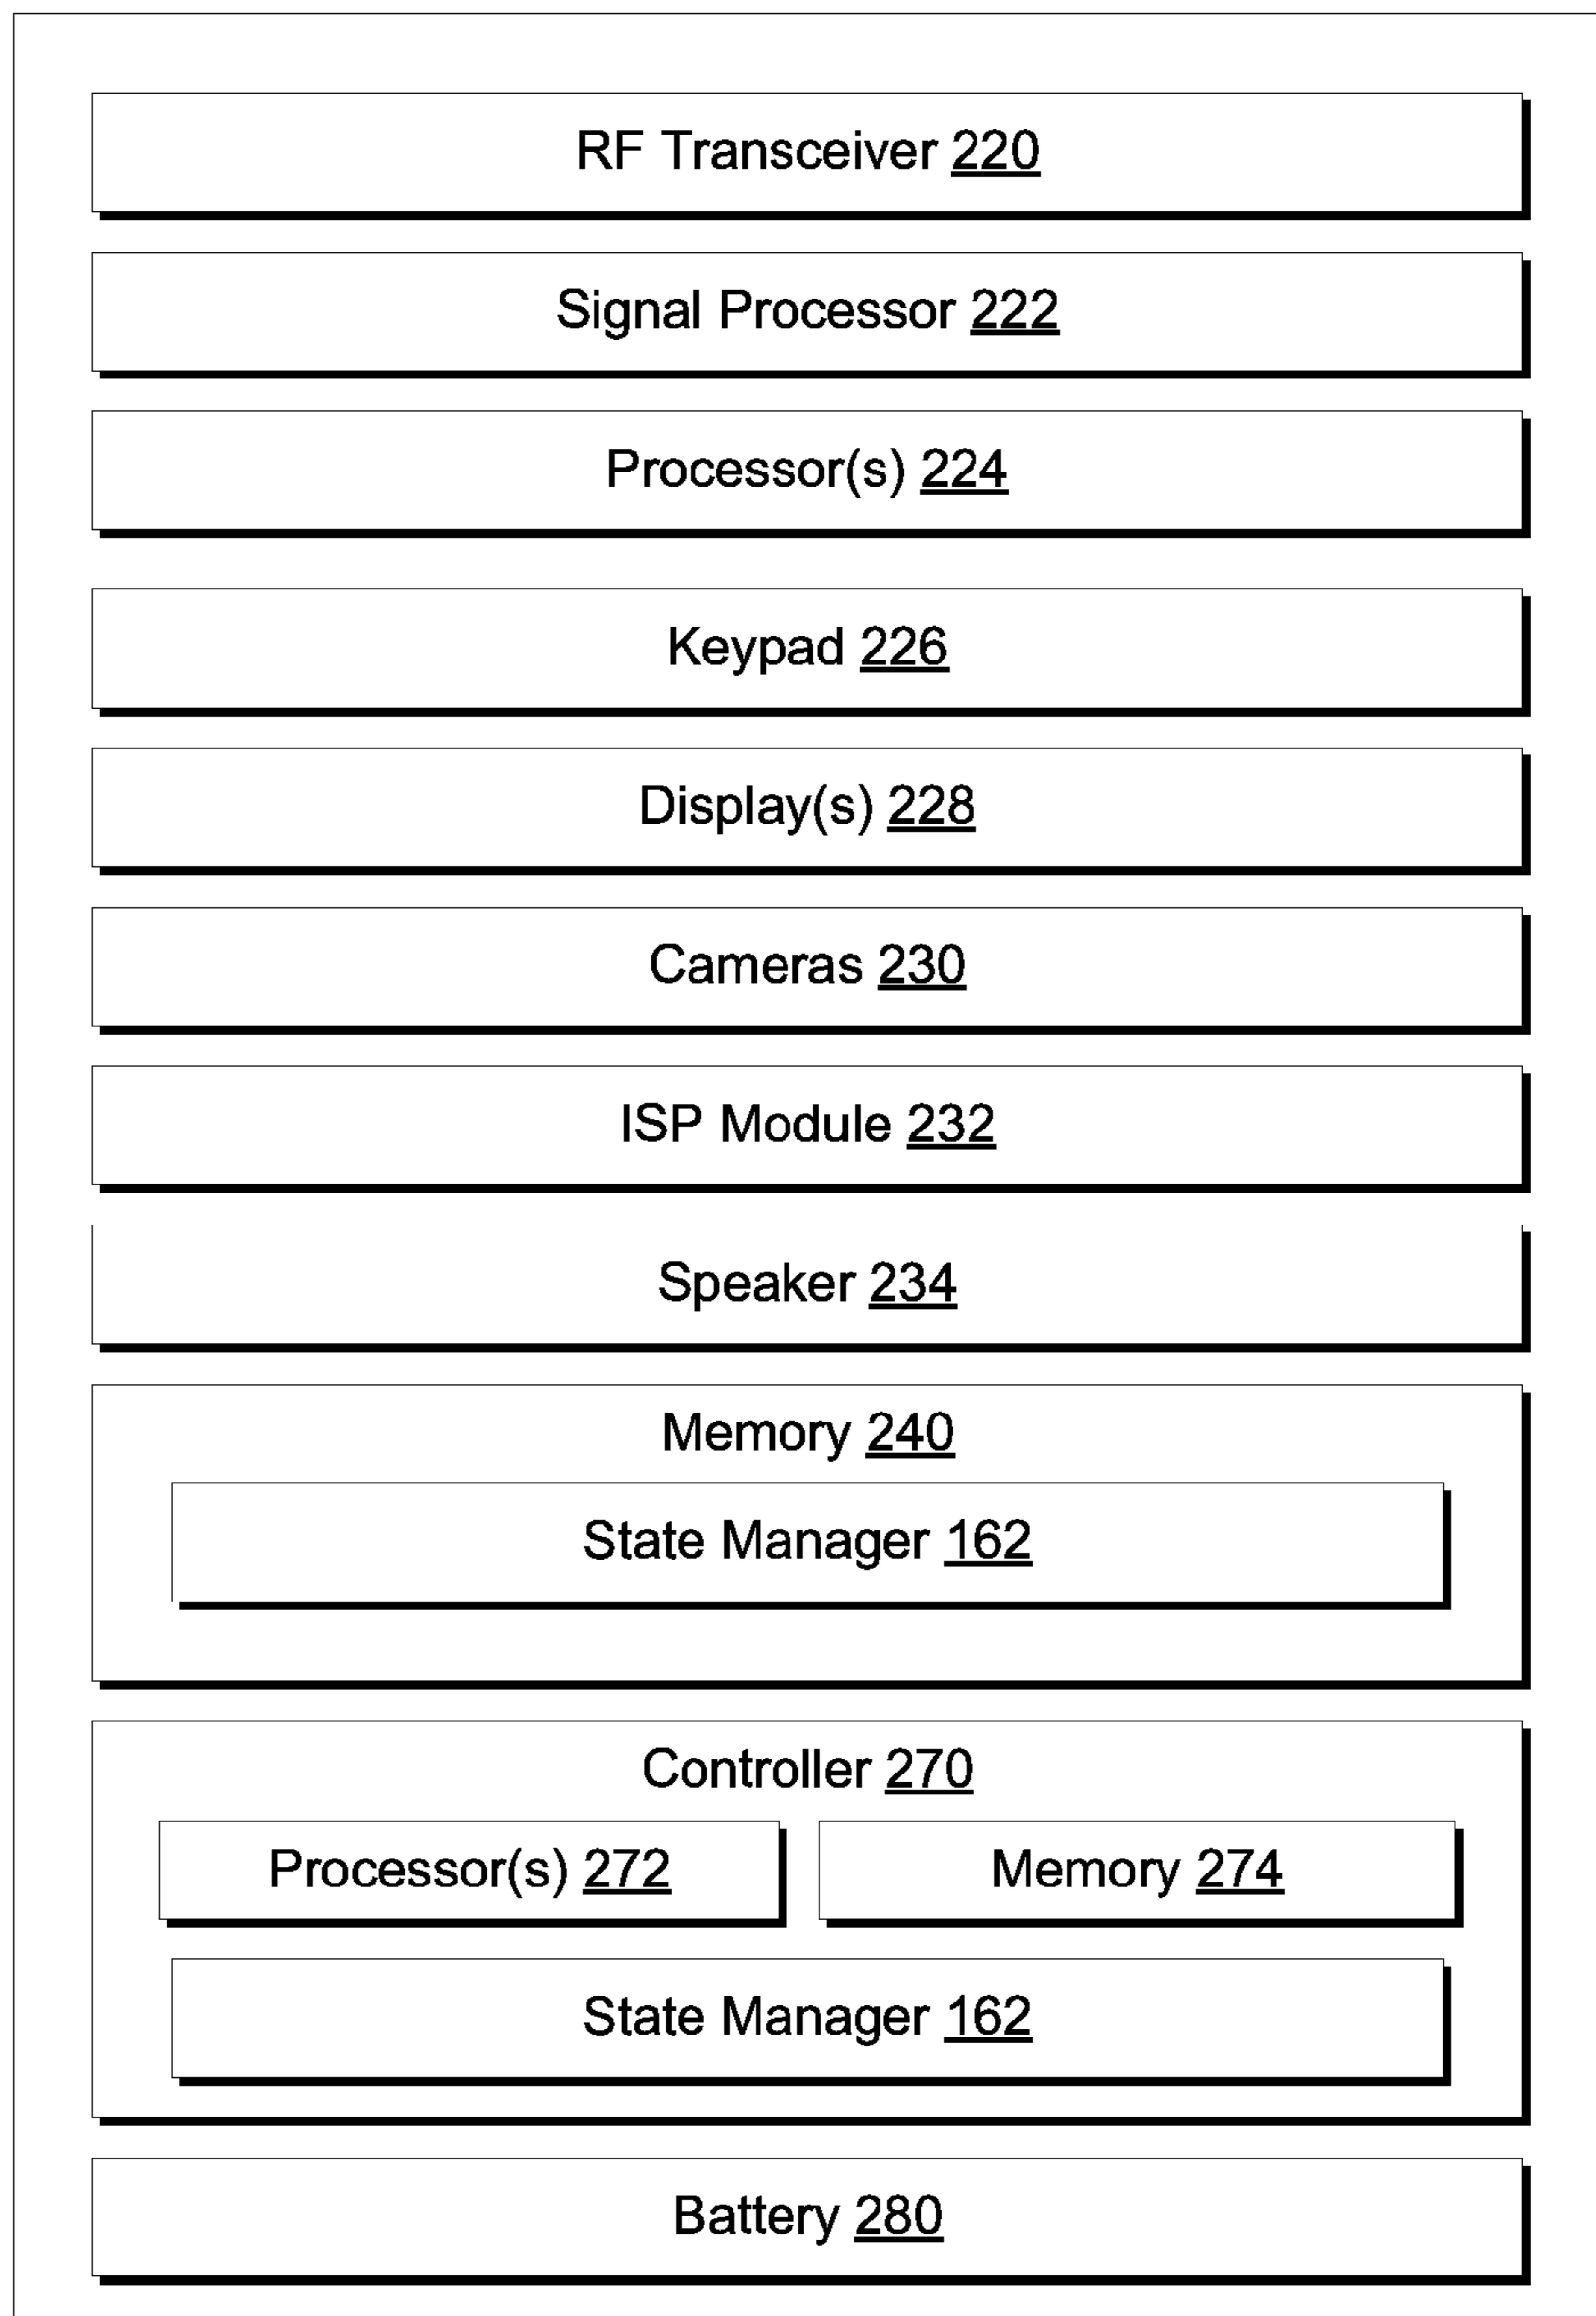 RF Transceiver 220
Signal Processor 222
Processor(s) 224
Keypad 226
Display(s) 228
Cameras 230
ISP Module 232
Speaker 234
Memory 240
State Manager 162
Controller 270
Processor(s) 272
Memory 274
State Manager 162
Battery 280